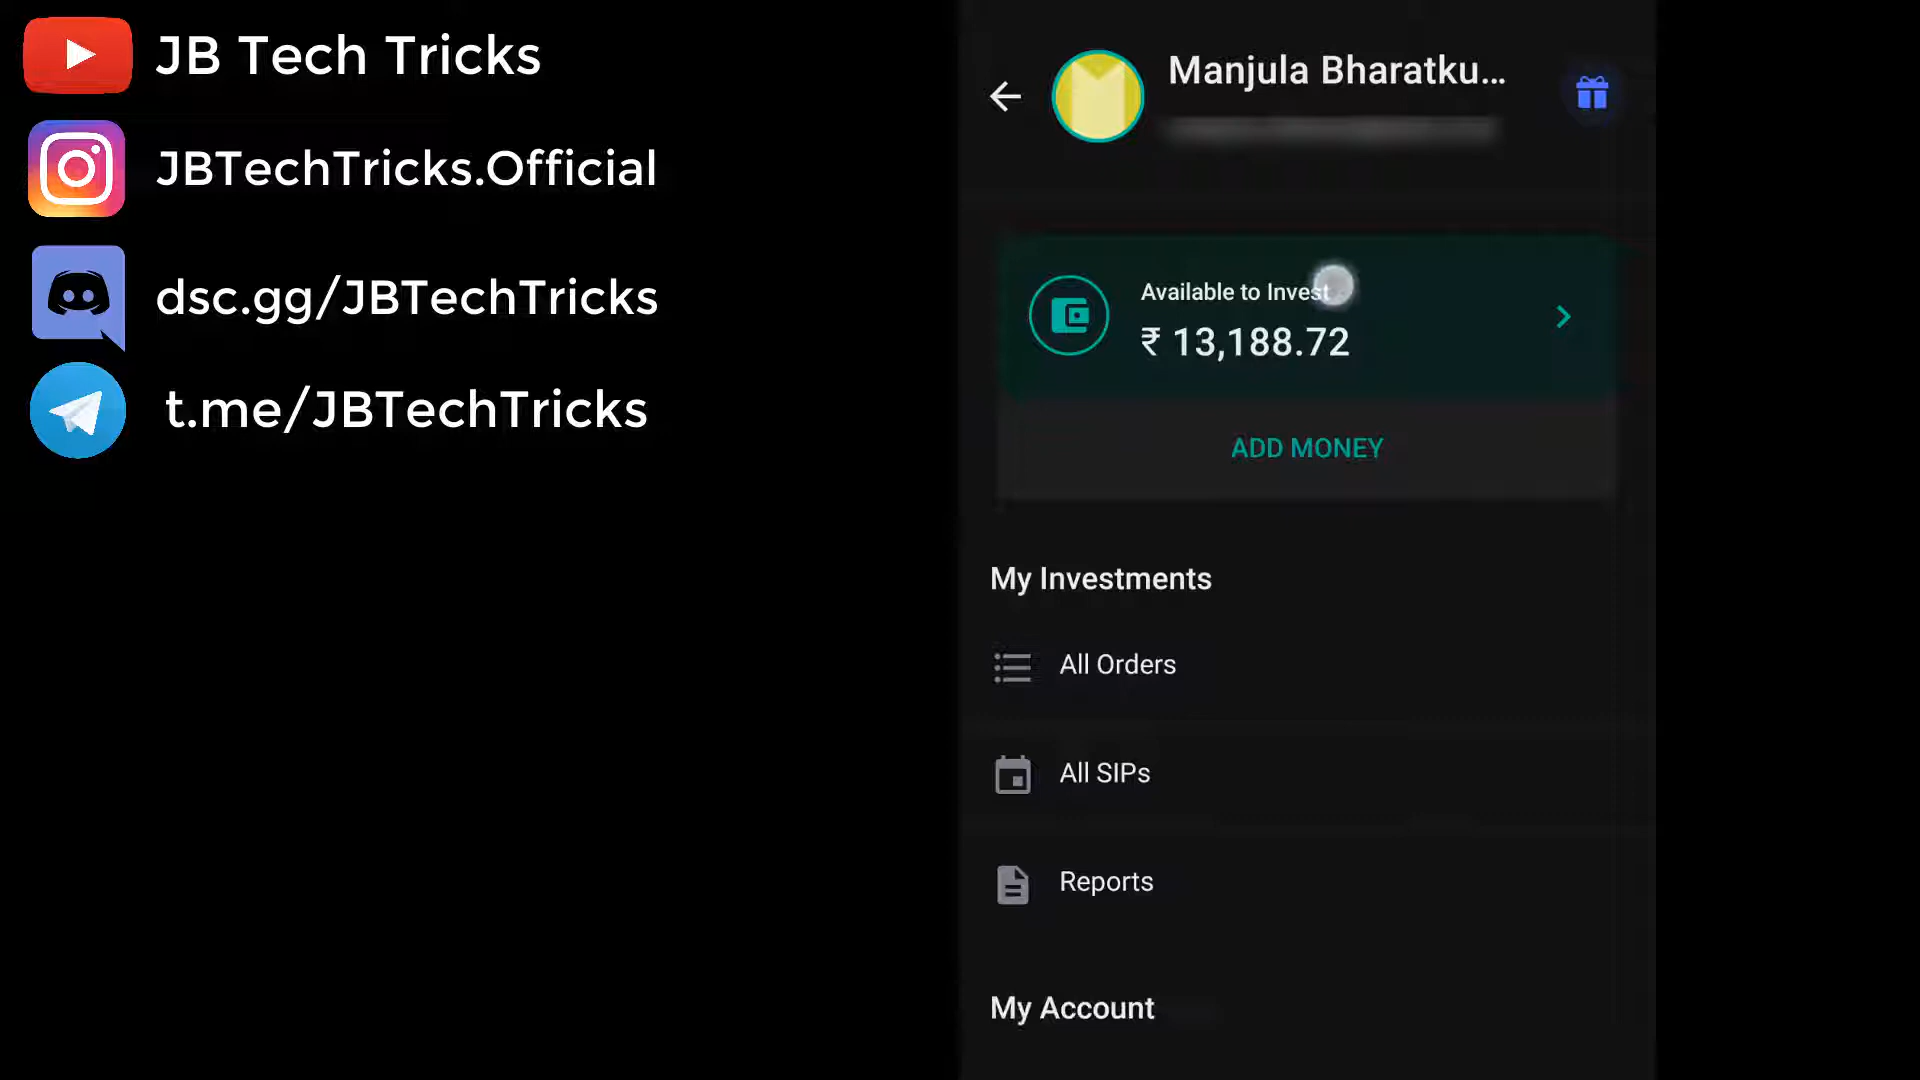 JB Tech Tricks
JBTechTricks.Official
dsc.gg/JBTechTricks
t.me/JBTechTricks
Manjula Bharatku...
Available to Invest
₹ 13,188.72
ADD MONEY
My Investments
All Orders
All SIPs
Reports
My Account